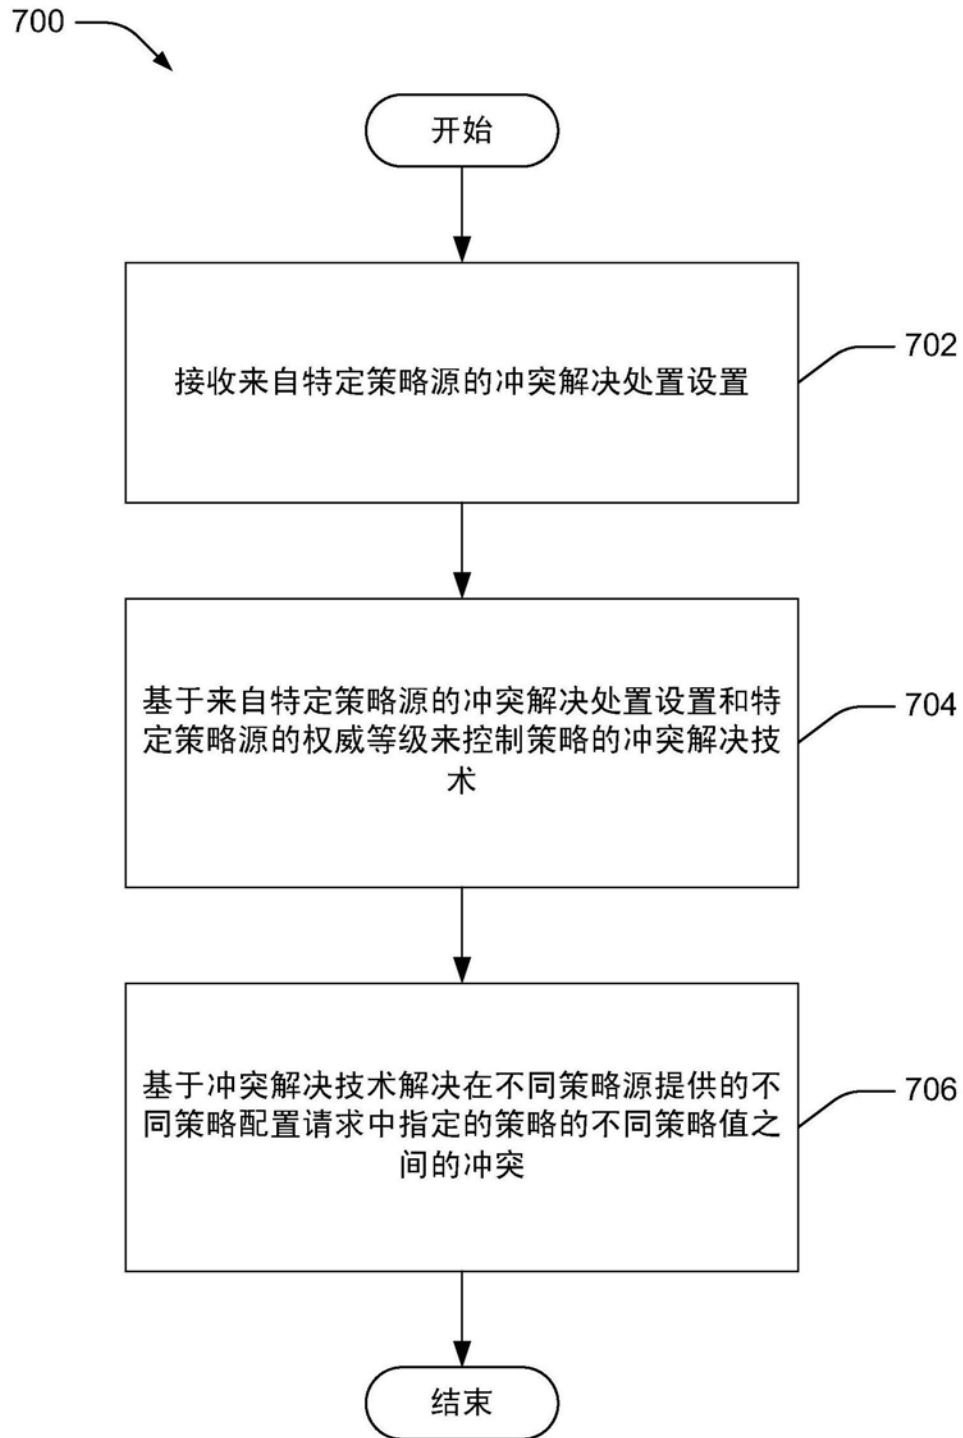 700
开始
702
接收来自特定策略源的冲突解决处置设置
704
基于来自特定策略源的冲突解决处置设置和特
定策略源的权威等级来控制策略的冲突解决技
术
706
基于冲突解决技术解决在不同策略源提供的不
同策略配置请求中指定的策略的不同策略值之
间的冲突
结束